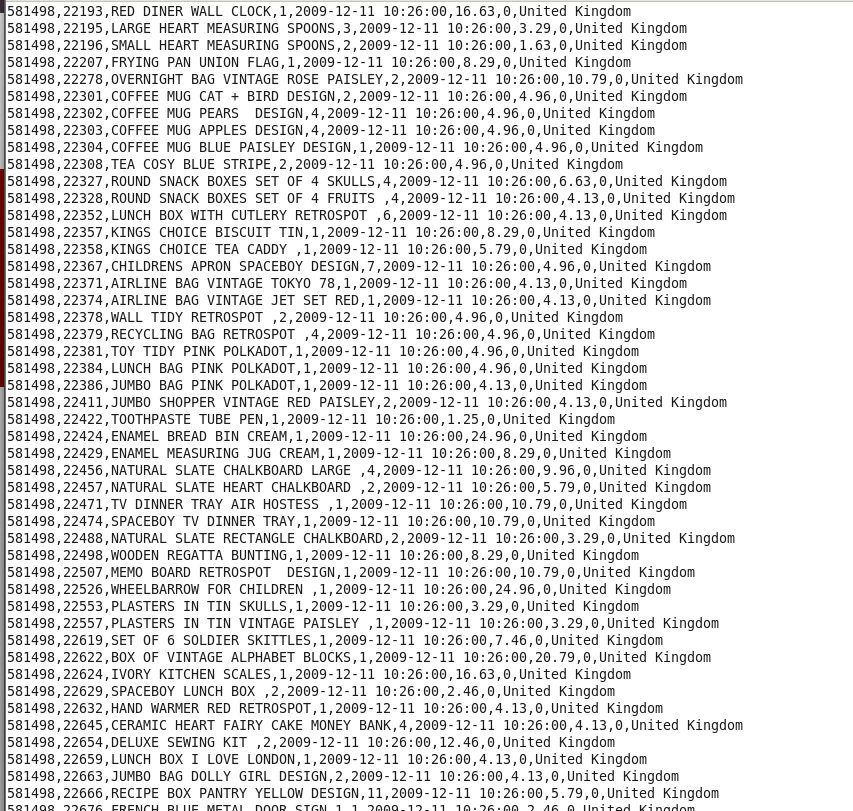 581498,22193,RED DINER WALL CLOCK,1,2009-12-11 10:26:00,16.63,0,United Kingdom
581498,22195,LARGE HEART MEASURING SPOONS,3,2009-12-11 10:26:00,3.29,0,United Kingdom
581498,22196,SMALL HEART MEASURING SPOONS,2,2009-12-11 10:26:00,1.63,0,United Kingdom
581498,22207,FRYING PAN UNION FLAG,1,2009-12-11 10:26:00,8.29,0,United Kingdom
581498,22278,OVERNIGHT BAG VINTAGE ROSE PAISLEY,2,2009-12-11 10:26:00,10.79,0,United Kingdom
581498,22301,COFFEE MUG CAT + BIRD DESIGN,2,2009-12-11 10:26:00,4.96,0,United Kingdom
581498,22302,COFFEE MUG PEARS  DESIGN,4,2009-12-11 10:26:00,4.96,0,United Kingdom
581498,22303,COFFEE MUG APPLES DESIGN,4,2009-12-11 10:26:00,4.96,0,United Kingdom
581498,22304,COFFEE MUG BLUE PAISLEY DESIGN,1,2009-12-11 10:26:00,4.96,0,United Kingdom
581498,22308,TEA COSY BLUE STRIPE,2,2009-12-11 10:26:00,4.96,0,United Kingdom
581498,22327,ROUND SNACK BOXES SET OF 4 SKULLS,4,2009-12-11 10:26:00,6.63,0,United Kingdom
581498,22328,ROUND SNACK BOXES SET OF 4 FRUITS ,4,2009-12-11 10:26:00,4.13,0,United Kingdom
581498,22352,LUNCH BOX WITH CUTLERY RETROSPOT ,6,2009-12-11 10:26:00,4.13,0,United Kingdom
581498,22357,KINGS CHOICE BISCUIT TIN,1,2009-12-11 10:26:00,8.29,0,United Kingdom
581498,22358,KINGS CHOICE TEA CADDY ,1,2009-12-11 10:26:00,5.79,0,United Kingdom
581498,22367,CHILDRENS APRON SPACEBOY DESIGN,7,2009-12-11 10:26:00,4.96,0,United Kingdom
581498,22371,AIRLINE BAG VINTAGE TOKYO 78,1,2009-12-11 10:26:00,4.13,0,United Kingdom
581498,22374,AIRLINE BAG VINTAGE JET SET RED,1,2009-12-11 10:26:00,4.13,0,United Kingdom
581498,22378,WALL TIDY RETROSPOT ,2,2009-12-11 10:26:00,4.96,0,United Kingdom
581498,22379,RECYCLING BAG RETROSPOT ,4,2009-12-11 10:26:00,4.96,0,United Kingdom
581498,22381,TOY TIDY PINK POLKADOT,1,2009-12-11 10:26:00,4.96,0,United Kingdom
581498,22384,LUNCH BAG PINK POLKADOT,1,2009-12-11 10:26:00,4.96,0,United Kingdom
581498,22386,JUMBO BAG PINK POLKADOT,1,2009-12-11 10:26:00,4.13,0,United Kingdom
581498,22411,JUMBO SHOPPER VINTAGE RED PAISLEY,2,2009-12-11 10:26:00,4.13,0,United Kingdom
581498,22422,TOOTHPASTE TUBE PEN,1,2009-12-11 10:26:00,1.25,0,United Kingdom
581498,22424,ENAMEL BREAD BIN CREAM,1,2009-12-11 10:26:00,24.96,0,United Kingdom
581498,22429,ENAMEL MEASURING JUG CREAM,1,2009-12-11 10:26:00,8.29,0,United Kingdom
581498,22456,NATURAL SLATE CHALKBOARD LARGE ,4,2009-12-11 10:26:00,9.96,0,United Kingdom
581498,22457,NATURAL SLATE HEART CHALKBOARD ,2,2009-12-11 10:26:00,5.79,0,United Kingdom
581498,22471,TV DINNER TRAY AIR HOSTESS ,1,2009-12-11 10:26:00,10.79,0,United Kingdom
581498,22474,SPACEBOY TV DINNER TRAY,1,2009-12-11 10:26:00,10.79,0,United Kingdom
581498,22488,NATURAL SLATE RECTANGLE CHALKBOARD,2,2009-12-11 10:26:00,3.29,0,United Kingdom
581498,22498,WOODEN REGATTA BUNTING,1,2009-12-11 10:26:00,8.29,0,United Kingdom
581498,22507,MEMO BOARD RETROSPOT  DESIGN,1,2009-12-11 10:26:00,10.79,0,United Kingdom
581498,22526,WHEELBARROW FOR CHILDREN ,1,2009-12-11 10:26:00,24.96,0,United Kingdom
581498,22553,PLASTERS IN TIN SKULLS,1,2009-12-11 10:26:00,3.29,0,United Kingdom
581498,22557,PLASTERS IN TIN VINTAGE PAISLEY ,1,2009-12-11 10:26:00,3.29,0,United Kingdom
581498,22619,SET OF 6 SOLDIER SKITTLES,1,2009-12-11 10:26:00,7.46,0,United Kingdom
581498,22622,BOX OF VINTAGE ALPHABET BLOCKS,1,2009-12-11 10:26:00,20.79,0,United Kingdom
581498,22624,IVORY KITCHEN SCALES,1,2009-12-11 10:26:00,16.63,0,United Kingdom
581498,22629,SPACEBOY LUNCH BOX ,2,2009-12-11 10:26:00,2.46,0,United Kingdom
581498,22632,HAND WARMER RED RETROSPOT,1,2009-12-11 10:26:00,4.13,0,United Kingdom
581498,22645,CERAMIC HEART FAIRY CAKE MONEY BANK,4,2009-12-11 10:26:00,4.13,0,United Kingdom
581498,22654,DELUXE SEWING KIT ,2,2009-12-11 10:26:00,12.46,0,United Kingdom
581498,22659,LUNCH BOX I LOVE LONDON,1,2009-12-11 10:26:00,4.13,0,United Kingdom
581498,22663,JUMBO BAG DOLLY GIRL DESIGN,2,2009-12-11 10:26:00,4.13,0,United Kingdom
581498,22666,RECIPE BOX PANTRY YELLOW DESIGN,11,2009-12-11 10:26:00,5.79,0,United Kingdom
581498,22676,FRENCH BLUE METAL DOOR SIGN 1,1,2009-12-11 10:26:00,2.46,0,United Kingdom